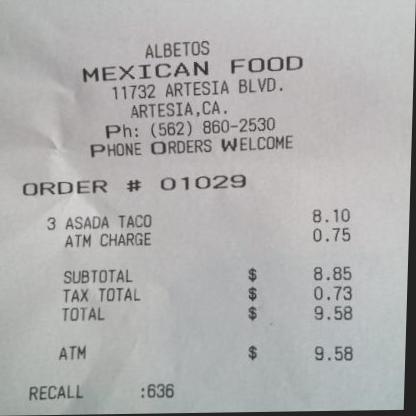 ALBETOS
MEXICAN FOOD
11732 ARTESIA BLVD.
ARTESIA,CA.
Ph: (562) 860-2530
PHONE ORDERS WELCOME
ORDER # 01029
3 ASADA TACO 8.10
ATM CHARGE 0.75
SUBTOTAL $ 8.85
TAX TOTAL $ 0.73
TOTAL $ 9.58
ATM $ 9.58
RECALL :636